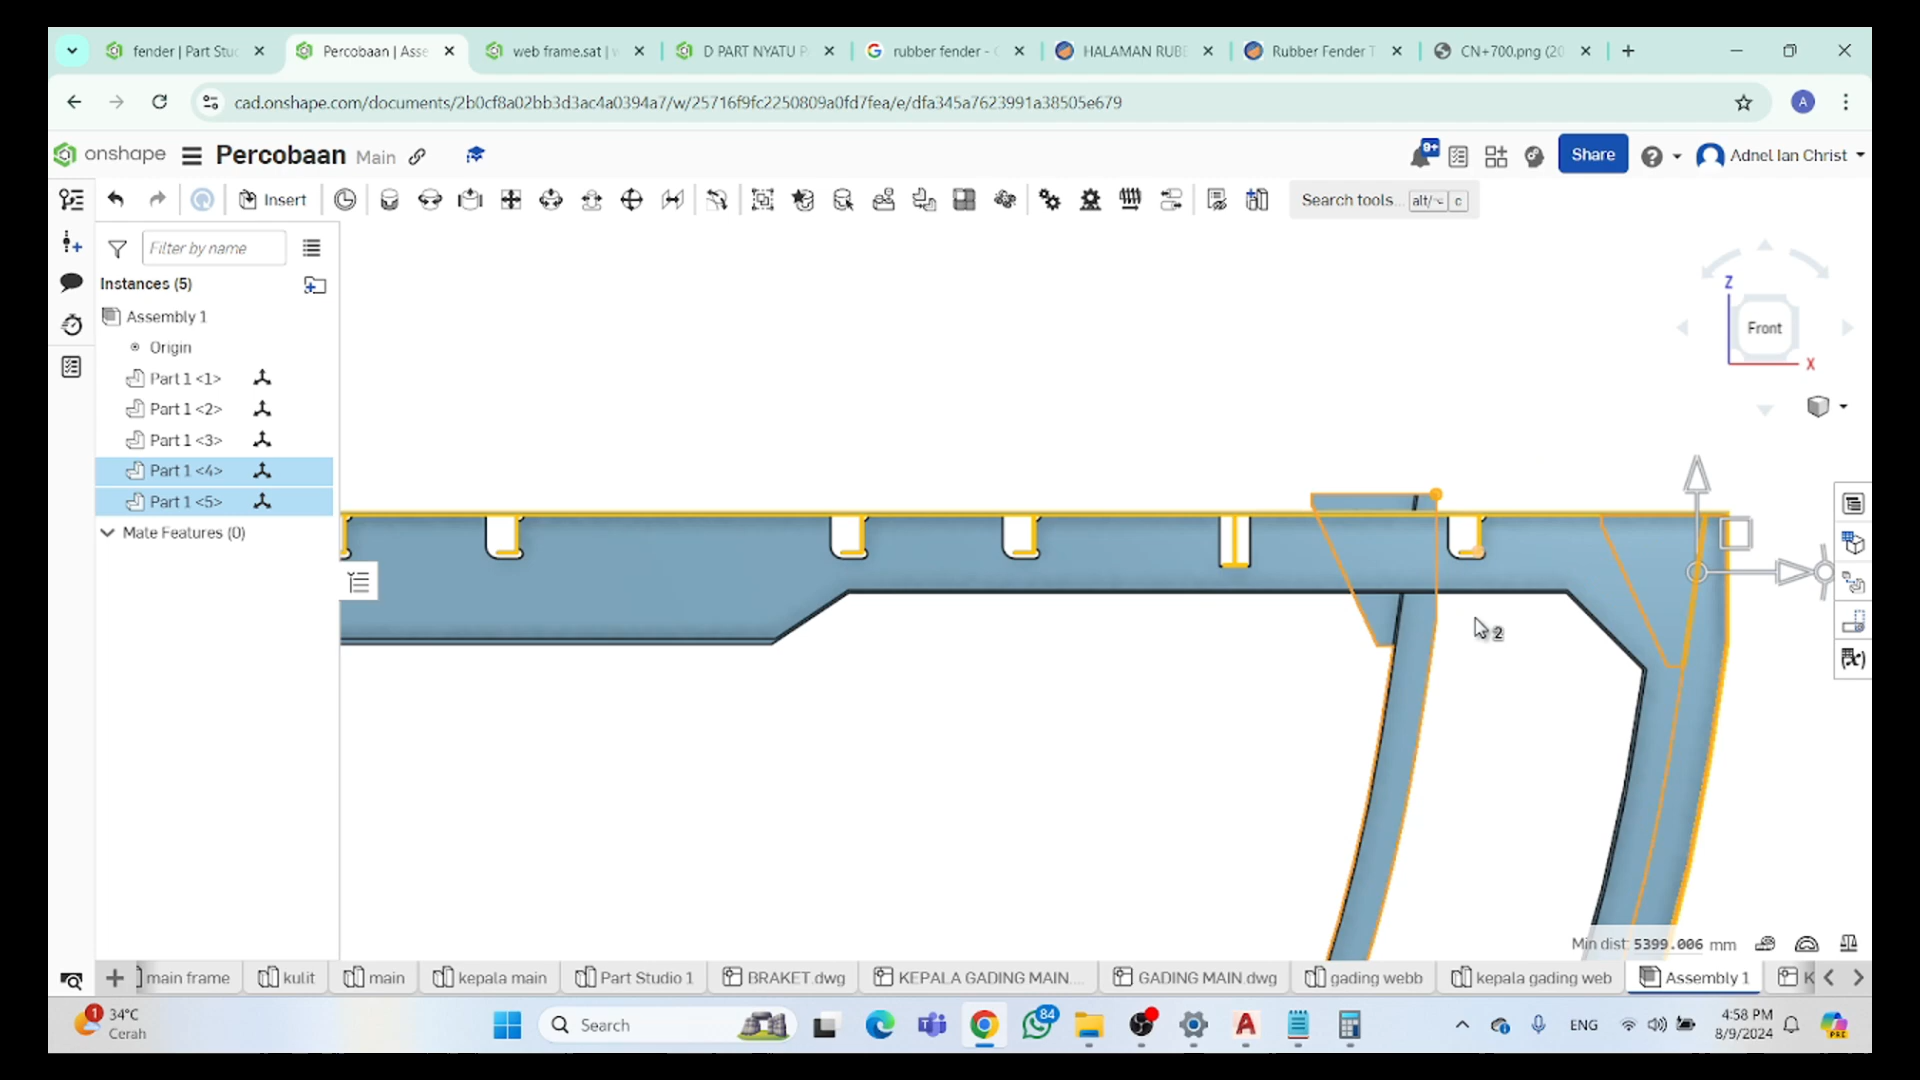 fender | Part Stu
Percobaan | Asse
web frame.sat | w
D PART NYATU P
rubber fender - G
HALAMAN RUBE
Rubber Fender T
CN+700.png (20
cad.onshape.com/documents/2b0cf8a02bb3d3ac4a0394a7/w/25716f9fc2250809a0fd7fea/e/dfa345a7623991a38505e679
A
onshape
Percobaan Main
9+
Share
Adnel Ian Christ
Insert
Search tools... alt/⌥ c
Filter by name
Instances (5)
Assembly 1
Origin
Part 1 <1>
Part 1 <2>
Part 1 <3>
Part 1 <4>
Part 1 <5>
Mate Features (0)
Z
Front
X
2
Min dist: 5399.006 mm
main frame
kulit
main
kepala main
Part Studio 1
BRAKET dwg
KEPALA GADING MAIN....
GADING MAIN.dwg
gading webb
kepala gading web
Assembly 1
K
1
34°C
Cerah
Search
84
A
ENG
4:58 PM
8/9/2024
PRE